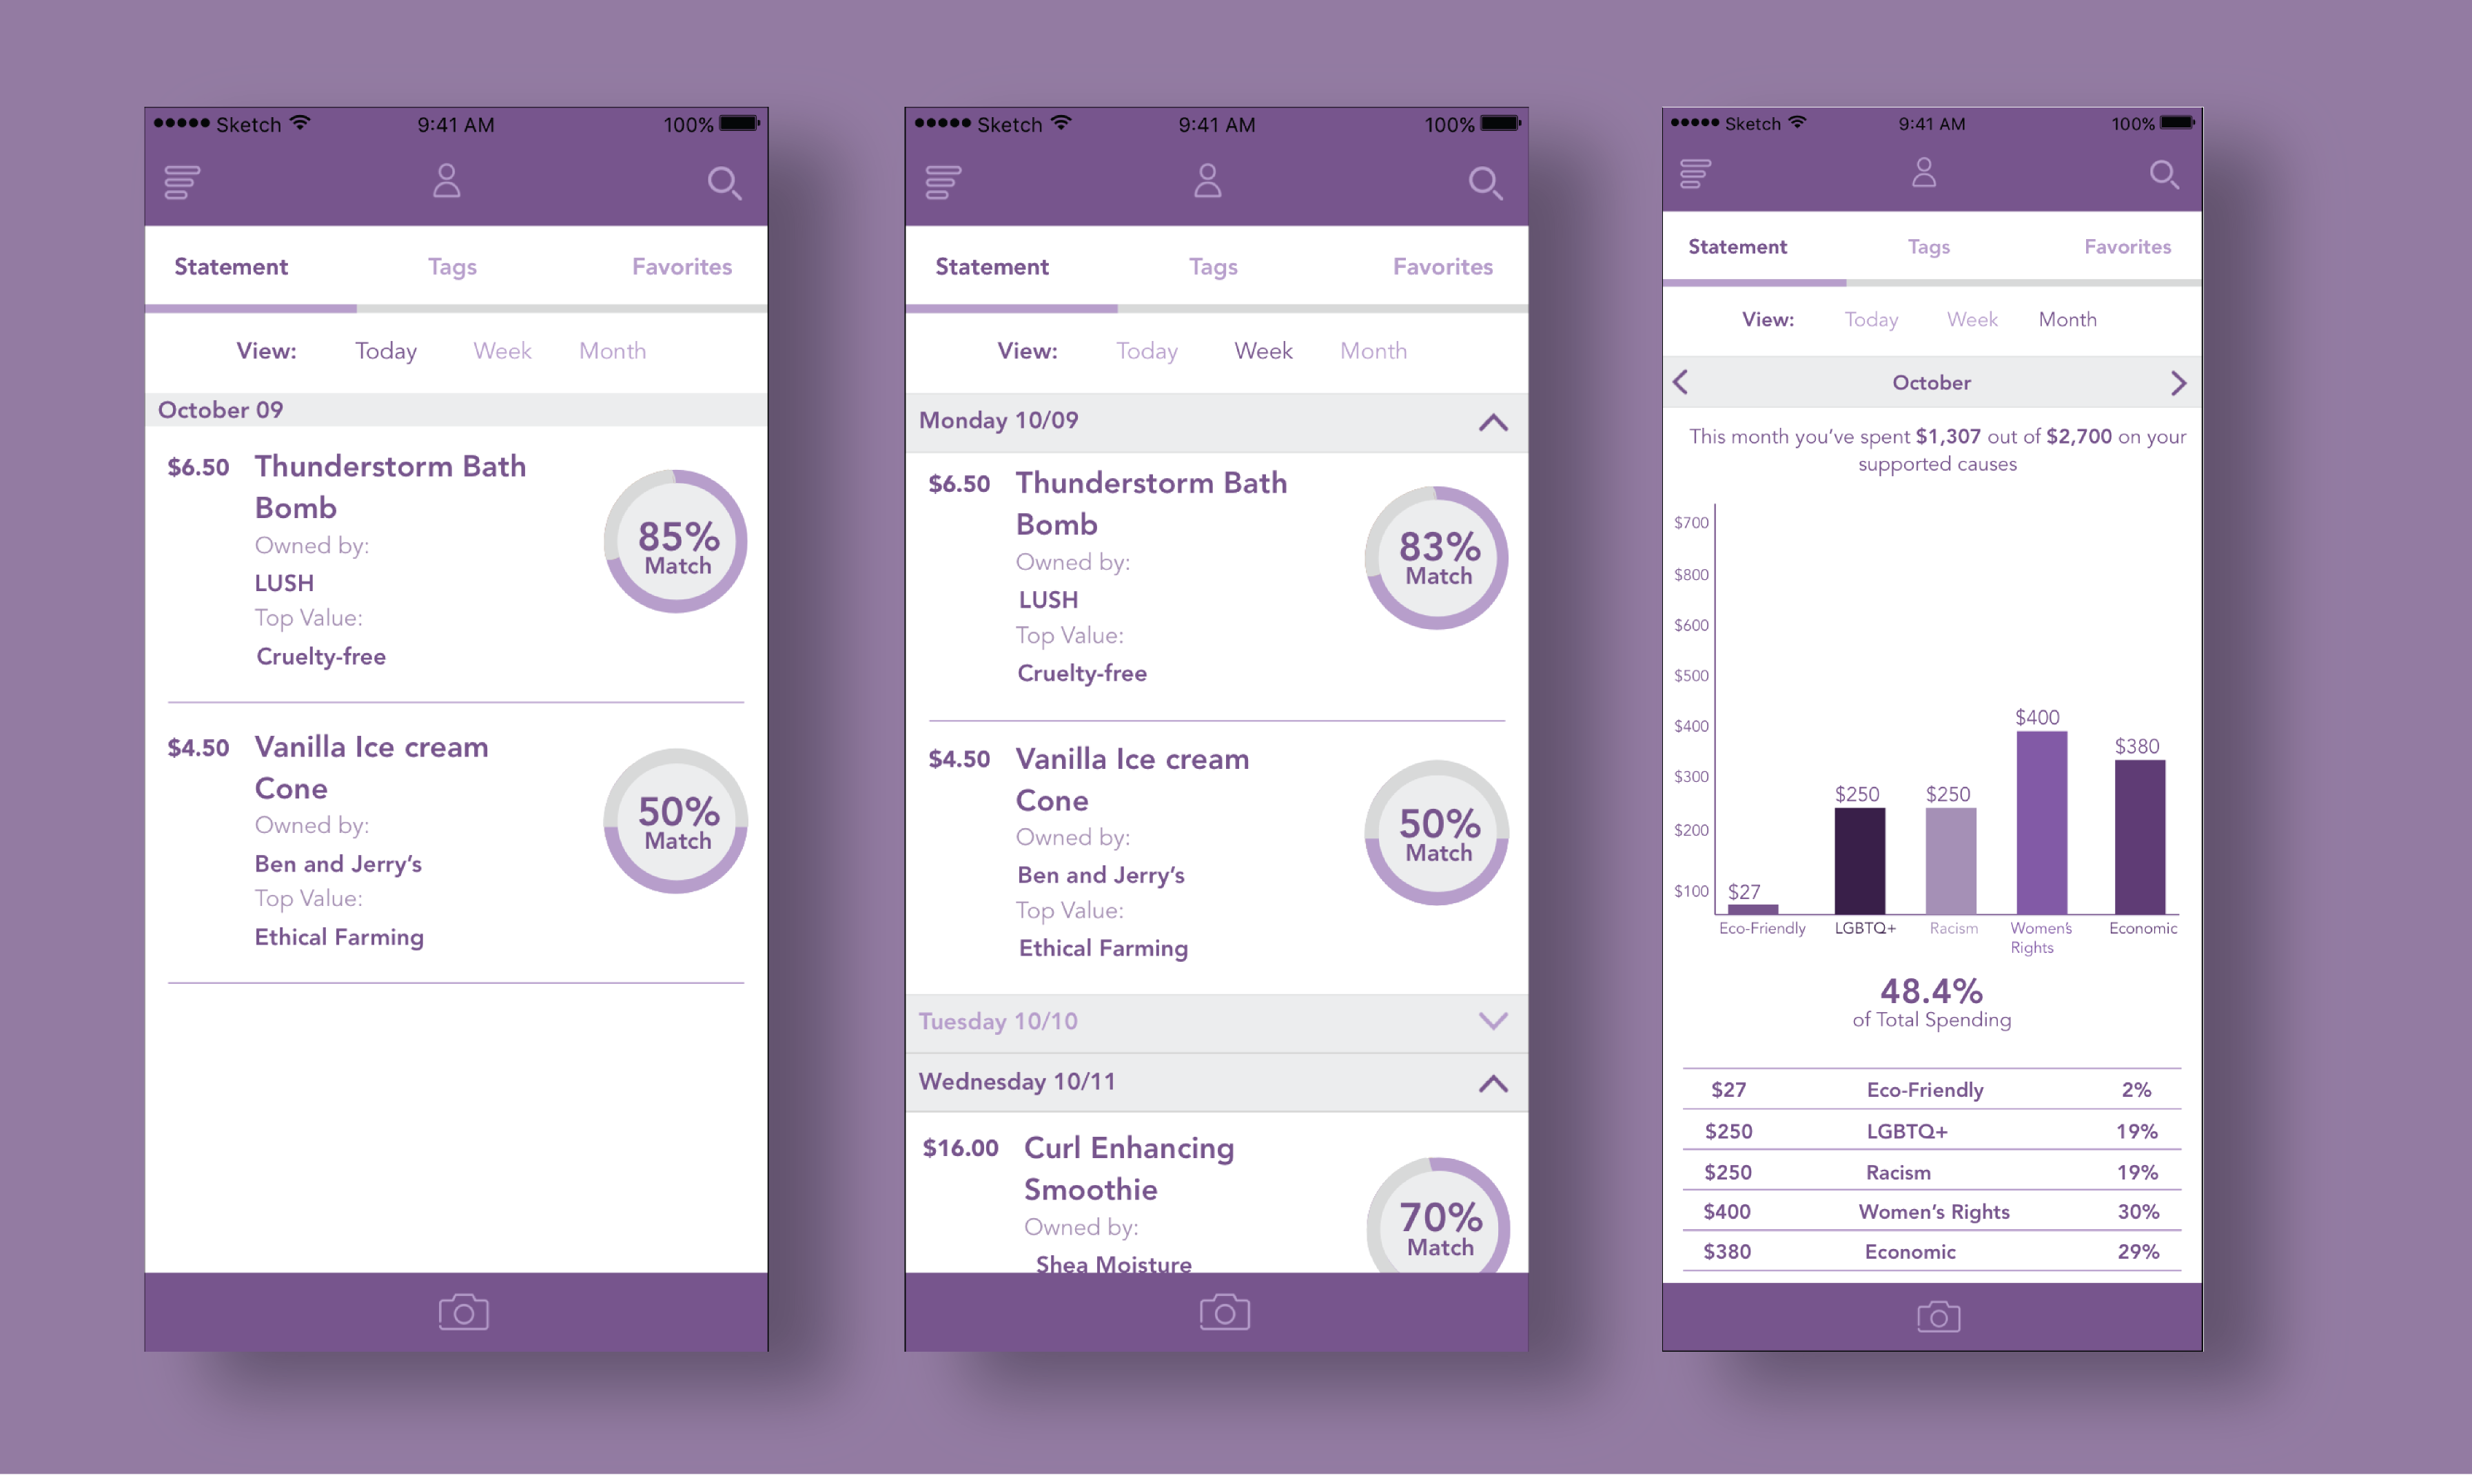 Sketch 9:41 AM 100%
Statement Tags Favorites
View: Today Week Month
October 09
$6.50 Thunderstorm Bath
Bomb
Owned by:
LUSH
Top Value:
Cruelty-free
85%
Match
$4.50 Vanilla Ice cream
Cone
Owned by:
Ben and Jerry's
Top Value:
Ethical Farming
50%
Match
Sketch 9:41 AM 100%
Statement Tags Favorites
View: Today Week Month
Monday 10/09
$6.50 Thunderstorm Bath
Bomb
Owned by:
LUSH
Top Value:
Cruelty-free
83%
Match
$4.50 Vanilla Ice cream
Cone
Owned by:
Ben and Jerry's
Top Value:
Ethical Farming
50%
Match
Tuesday 10/10
Wednesday 10/11
$16.00 Curl Enhancing
Smoothie
Owned by:
Shea Moisture
70%
Match
Sketch 9:41 AM 100%
Statement Tags Favorites
View: Today Week Month
October
This month you've spent $1,307 out of $2,700 on your
supported causes
$700
$800
$600
$500
$400
$300
$200
$100
$27
$250
$250
$400
$380
Eco-Friendly LGBTQ+ Racism Women's Economic
Rights
48.4%
of Total Spending
$27 Eco-Friendly 2%
$250 LGBTQ+ 19%
$250 Racism 19%
$400 Women's Rights 30%
$380 Economic 29%